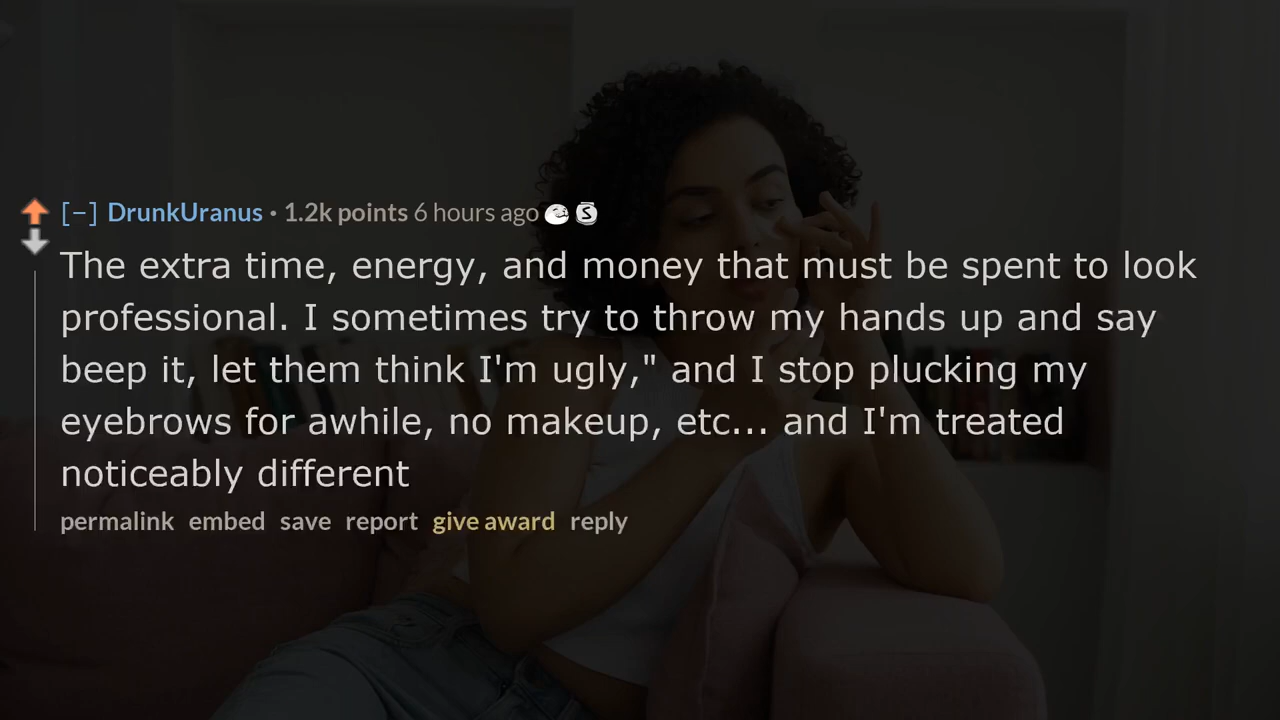 [–] DrunkUranus • 1.2k points 6 hours ago S
The extra time, energy, and money that must be spent to look
professional. I sometimes try to throw my hands up and say
beep it, let them think I'm ugly," and I stop plucking my
eyebrows for awhile, no makeup, etc... and I'm treated
noticeably different
permalink embed save report give award reply